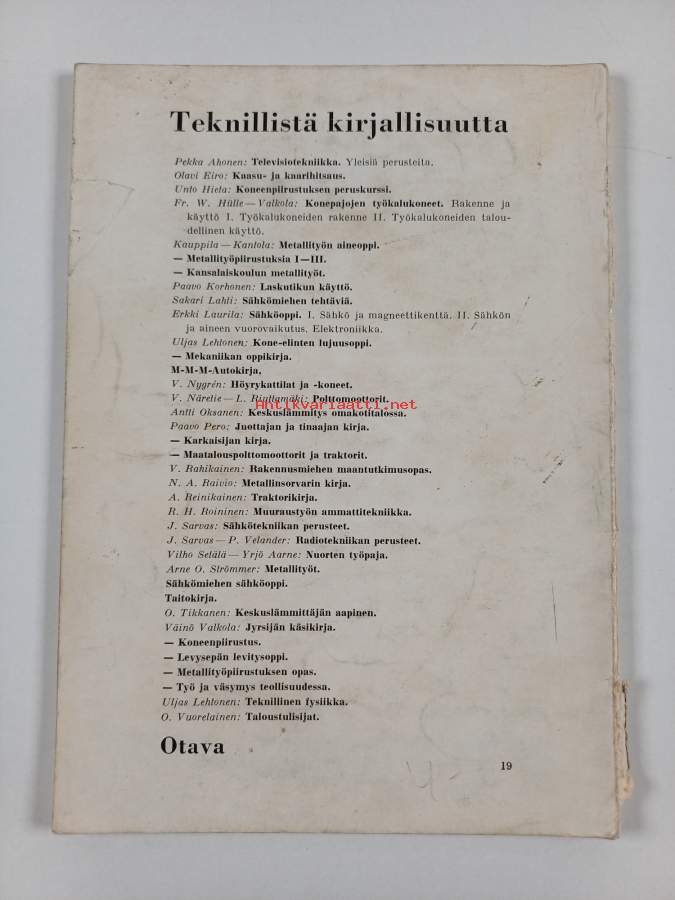 Teknillistä kirjallisuutta
Pekka Ahonen: Televisiotekniikka. Yleisiä perusteita.
Olavi Eiro: Kaasu- ja kaarihitsaus.
Unto Hieta: Koneenpiirustuksen peruskurssi.
Fr. W. Hülle — Valkola: Konepajojen työkalukoneet. Rakenne ja
käyttö I. Työkalukoneiden rakenne II. Työkalukoneiden talou-
dellinen käyttö.
Kauppila — Kantola: Metallityön aineoppi.
— Metallityöpiirustuksia I—III.
— Kansalaiskoulun metallityöt.
Paavo Korhonen: Laskutikun käyttö.
Sakari Lahti: Sähkömiehen tehtäviä.
Erkki Laurila: Sähköoppi. I. Sähkö ja magneettikenttä. II. Sähkön
ja aineen vuorovaikutus. Elektroniikka.
Uljas Lehtonen: Kone-elinten lujuusoppi.
— Mekaniikan oppikirja.
M-M-M-Autokirja.
V. Nygrén: Höyrykattilat ja -koneet.
V. Närelie — L. Riuttamäki: Polttomoottorit.
Antikvariaatti.net
Antti Oksanen: Keskuslämmitys omakotitalossa.
Paavo Pero: Juottajan ja tinaajan kirja.
— Karkaisijan kirja.
— Maatalouspolttomoottorit ja traktorit.
V. Rahikainen: Rakennusmiehen maantutkimusopas.
N. A. Raivio: Metallinsorvarin kirja.
A. Reinikainen: Traktorikirja.
R. H. Roininen: Muuraustyön ammattitekniikka.
J. Sarvas: Sähkötekniikan perusteet.
J. Sarvas — P. Velander: Radiotekniikan perusteet.
Vilho Setälä — Yrjö Aarne: Nuorten työpaja.
Arne O. Strömmer: Metallityöt.
Sähkömiehen sähköoppi.
Taitokirja.
O. Tikkanen: Keskuslämmittäjän aapinen.
Väinö Valkola: Jyrsijän käsikirja.
— Koneenpiirustus.
— Levysepän levitysoppi.
— Metallityöpiirustuksen opas.
— Työ ja väsymys teollisuudessa.
Uljas Lehtonen: Teknillinen fysiikka.
O. Vuorelainen: Taloustulisijat.
Otava
19